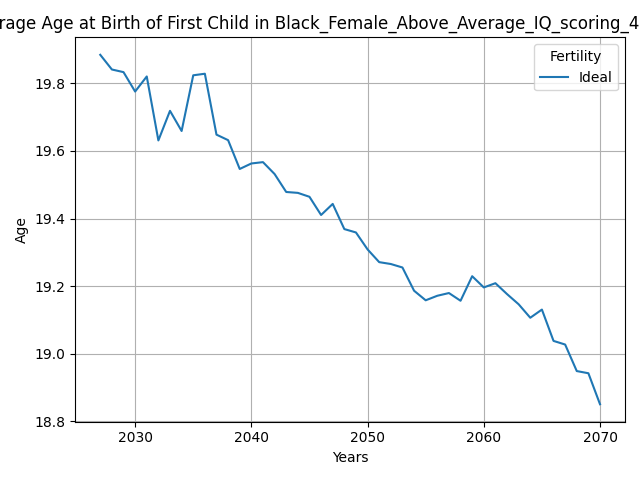 rage Age at Birth of First Child in Black_Female_Above_Average_IQ_scoring_4
Fertility
Ideal
19.8
19.6
19.4
19.2
19.0
18.8
Age
2030 2040 2050 2060 2070
Years